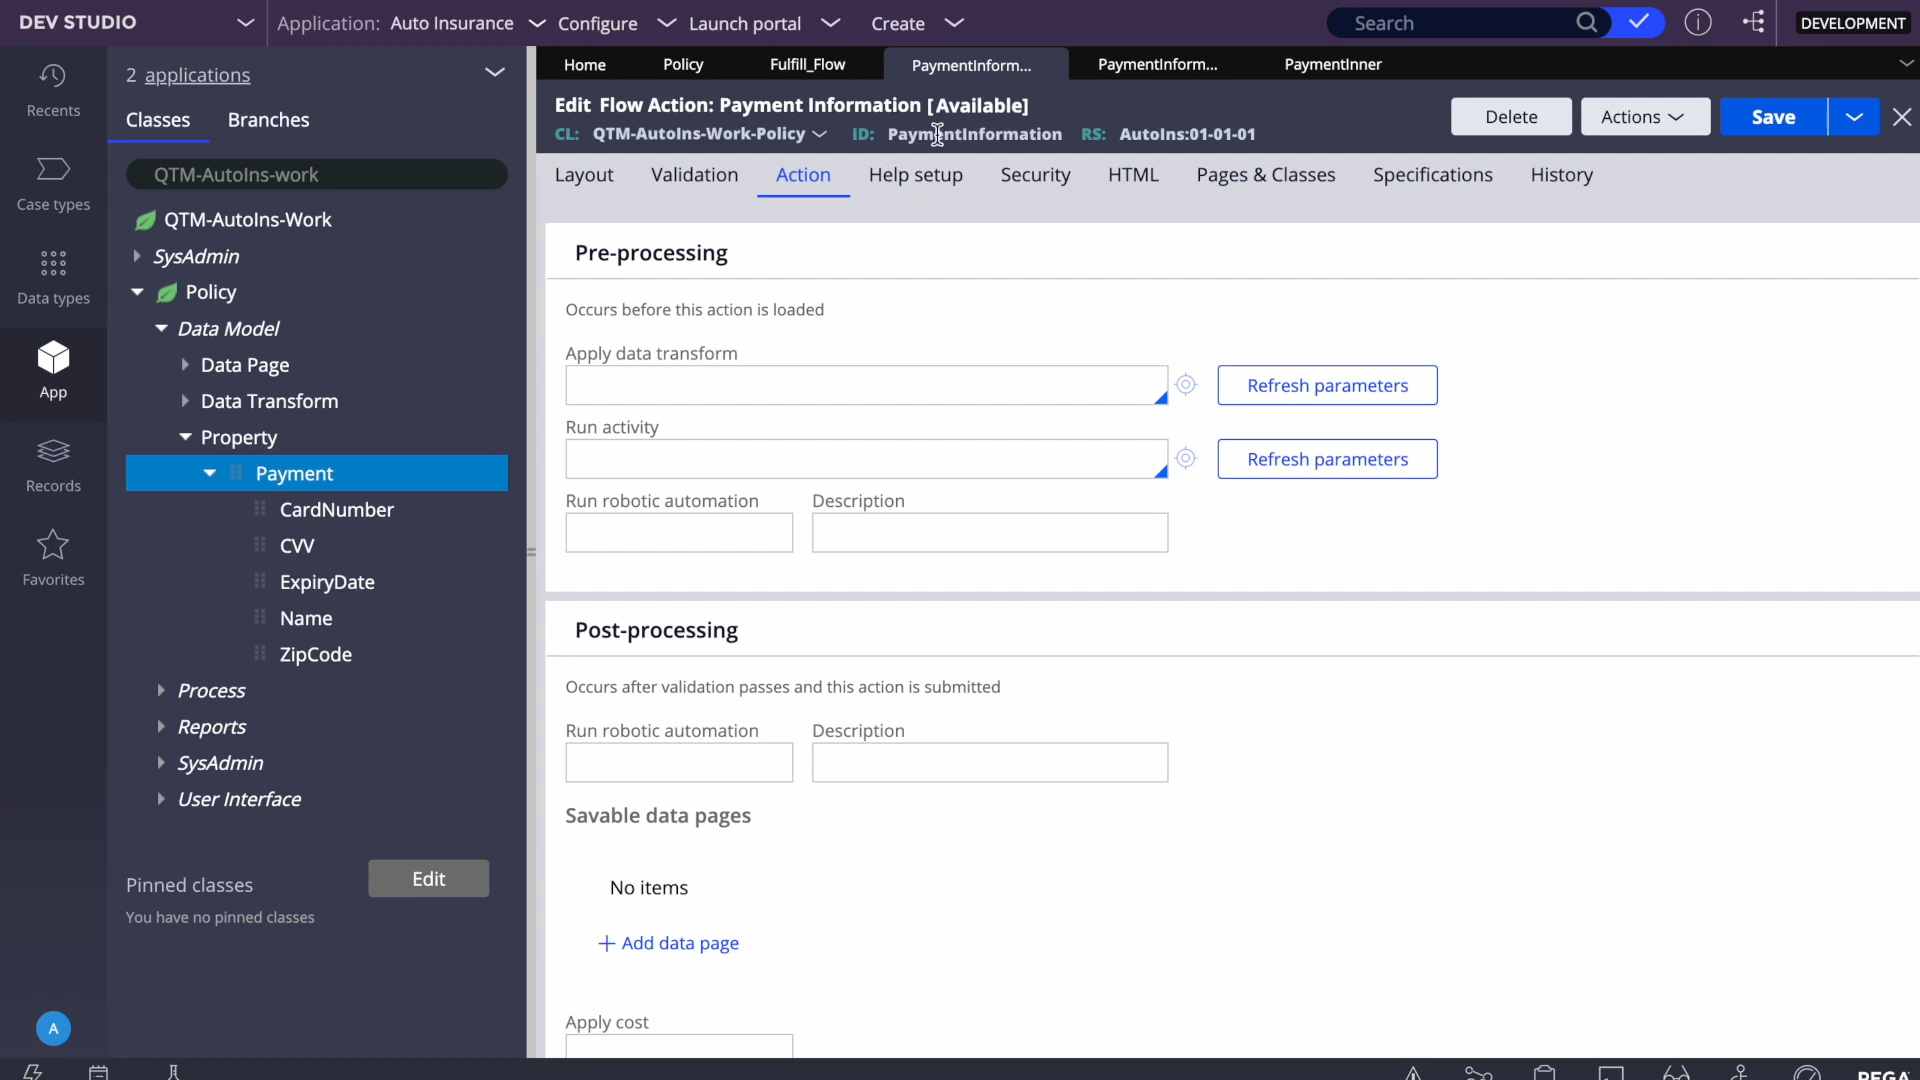 DEV STUDIO
Application: Auto Insurance
Configure
Launch portal
Create
Search
DEVELOPMENT
Recents
Case types
Data types
App
Records
Favorites
A
2 applications
Classes
Branches
QTM-AutoIns-work
QTM-AutoIns-Work
SysAdmin
Policy
Data Model
Data Page
Data Transform
Property
Payment
CardNumber
CVV
ExpiryDate
Name
ZipCode
Process
Reports
SysAdmin
User Interface
Pinned classes
Edit
You have no pinned classes
Home
Policy
Fulfill_Flow
PaymentInform...
PaymentInform...
PaymentInner
Edit Flow Action: Payment Information [Available]
CL: QTM-AutoIns-Work-Policy ID: PaymentInformation RS: AutoIns:01-01-01
Delete
Actions
Save
Layout
Validation
Action
Help setup
Security
HTML
Pages & Classes
Specifications
History
Pre-processing
Occurs before this action is loaded
Apply data transform
Refresh parameters
Run activity
Refresh parameters
Run robotic automation
Description
Post-processing
Occurs after validation passes and this action is submitted
Run robotic automation
Description
Savable data pages
No items
Add data page
Apply cost
PEGA